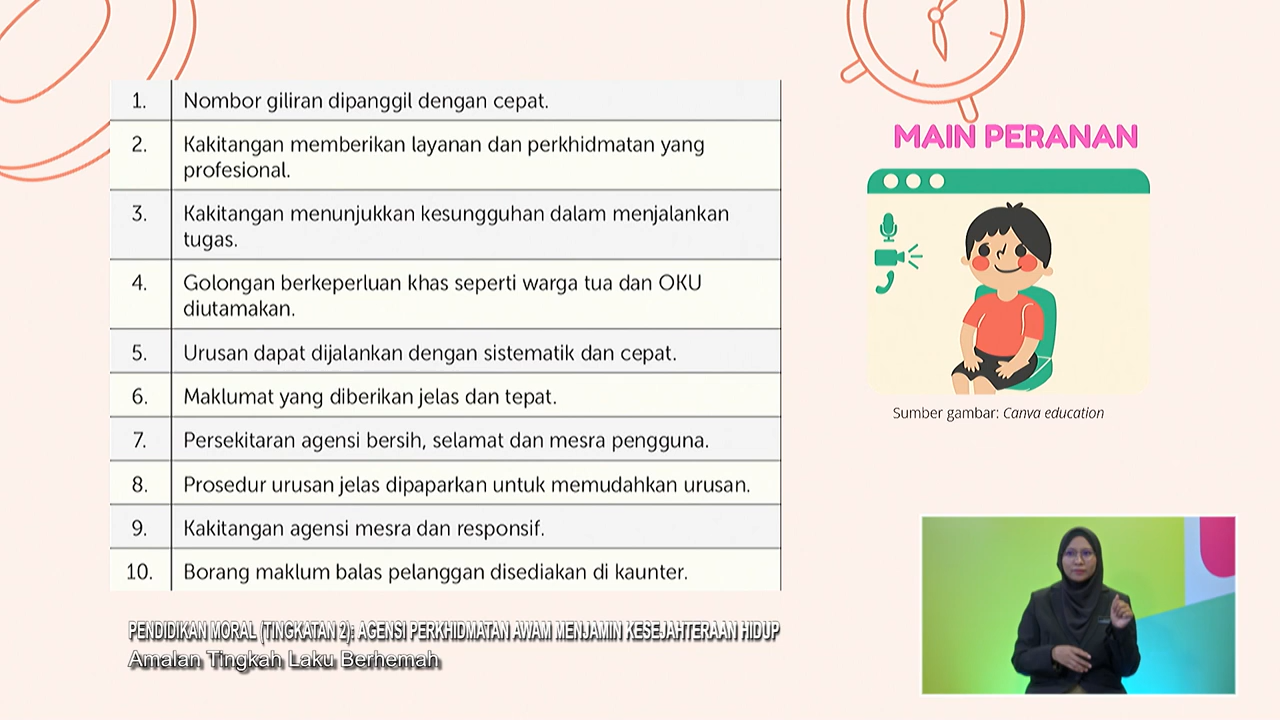 1. Nombor giliran dipanggil dengan cepat.
2. Kakitangan memberikan layanan dan perkhidmatan yang
profesional.
3. Kakitangan menunjukkan kesungguhan dalam menjalankan
tugas.
4. Golongan berkeperluan khas seperti warga tua dan OKU
diutamakan.
5. Urusan dapat dijalankan dengan sistematik dan cepat.
6. Maklumat yang diberikan jelas dan tepat.
7. Persekitaran agensi bersih, selamat dan mesra pengguna.
8. Prosedur urusan jelas dipaparkan untuk memudahkan urusan.
9. Kakitangan agensi mesra dan responsif.
10. Borang maklum balas pelanggan disediakan di kaunter.
MAIN PERANAN
Sumber gambar: Canva education
PENDIDIKAN MORAL (TINGKATAN 2): AGENSI PERKHIDMATAN AWAM MENJAMIN KESEJAHTERAAN HIDUP
Amalan Tingkah Laku Berhemah